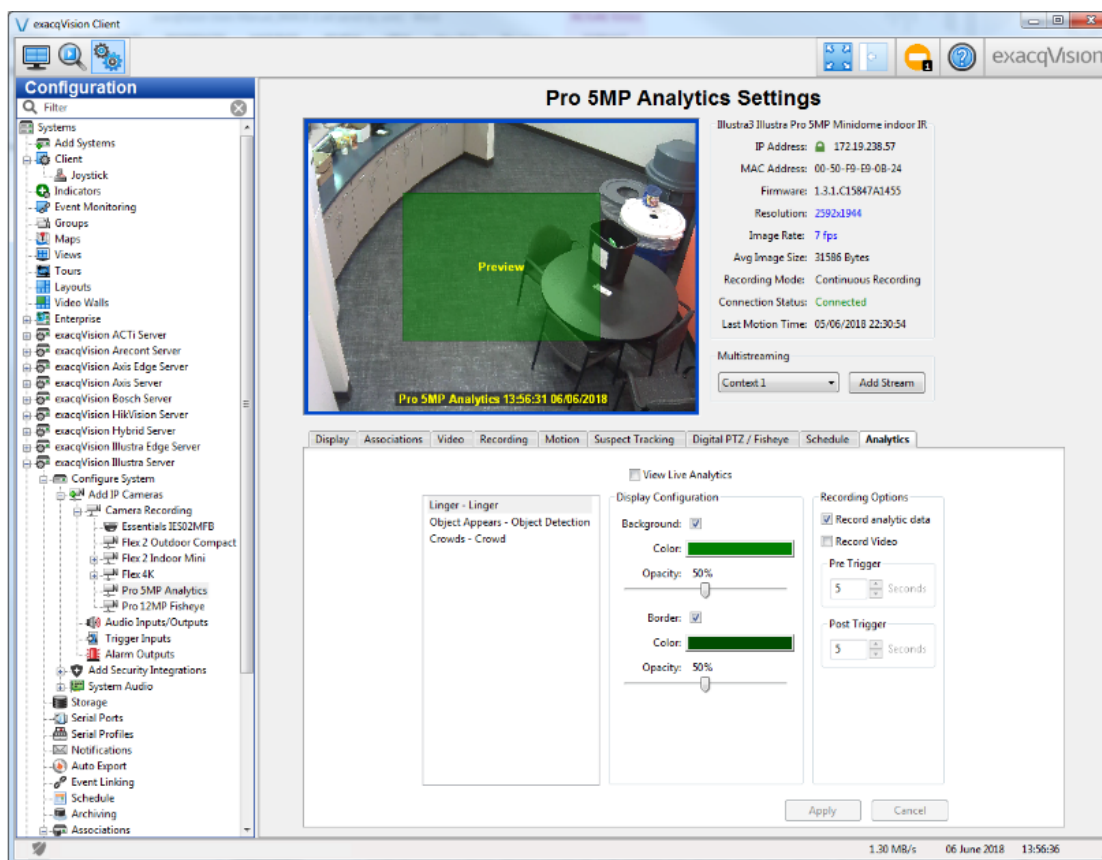 exacqVision Client
1
exacqVision
Configuration
Filter
Systems
Add Systems
Client
Joystick
Indicators
Event Monitoring
Groups
Maps
Views
Tours
Layouts
Video Walls
Enterprise
exacqVision ACTi Server
exacqVision Arecont Server
exacqVision Axis Edge Server
exacqVision Axis Server
exacqVision Bosch Server
exacqVision HikVision Server
exacqVision Hybrid Server
exacqVision Illustra Edge Server
exacqVision Illustra Server
Configure System
Add IP Cameras
Camera Recording
Essentials IES02MFB
Flex 2 Outdoor Compact
Flex 2 Indoor Mini
Flex 4K
Pro 5MP Analytics
Pro 12MP Fisheye
Audio Inputs/Outputs
Trigger Inputs
Alarm Outputs
Add Security Integrations
System Audio
Storage
Serial Ports
Serial Profiles
Notifications
Auto Export
Event Linking
Schedule
Archiving
Associations
Pro 5MP Analytics Settings
Preview
Pro 5MP Analytics 13:56:31 06/06/2018
Illustra3 Illustra Pro 5MP Minidome indoor IR
IP Address: 172.19.238.57
MAC Address: 00-50-F9-E9-0B-24
Firmware: 1.3.1.C15847A1455
Resolution: 2592x1944
Image Rate: 7 fps
Avg Image Size: 31586 Bytes
Recording Mode: Continuous Recording
Connection Status: Connected
Last Motion Time: 05/06/2018 22:30:54
Multistreaming
Context 1 Add Stream
Display Associations Video Recording Motion Suspect Tracking Digital PTZ / Fisheye Schedule Analytics
View Live Analytics
Linger - Linger
Object Appears - Object Detection
Crowds - Crowd
Display Configuration
Background:
Color:
Opacity: 50%
Border:
Color:
Opacity: 50%
Recording Options
Record analytic data
Record Video
Pre Trigger
5 Seconds
Post Trigger
5 Seconds
Apply Cancel
1.30 MB/s 06 June 2018 13:56:36